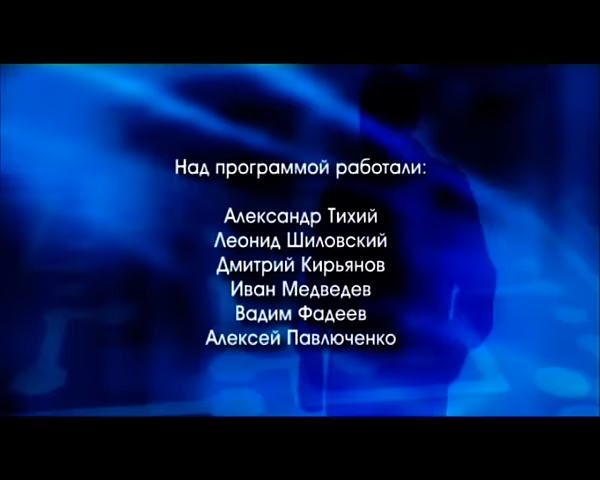 Над программой работали:
Александр Тихий
Леонид Шиловский
Дмитрий Кирьянов
Иван Медведев
Вадим Фадеев
Алексей Павлюченко